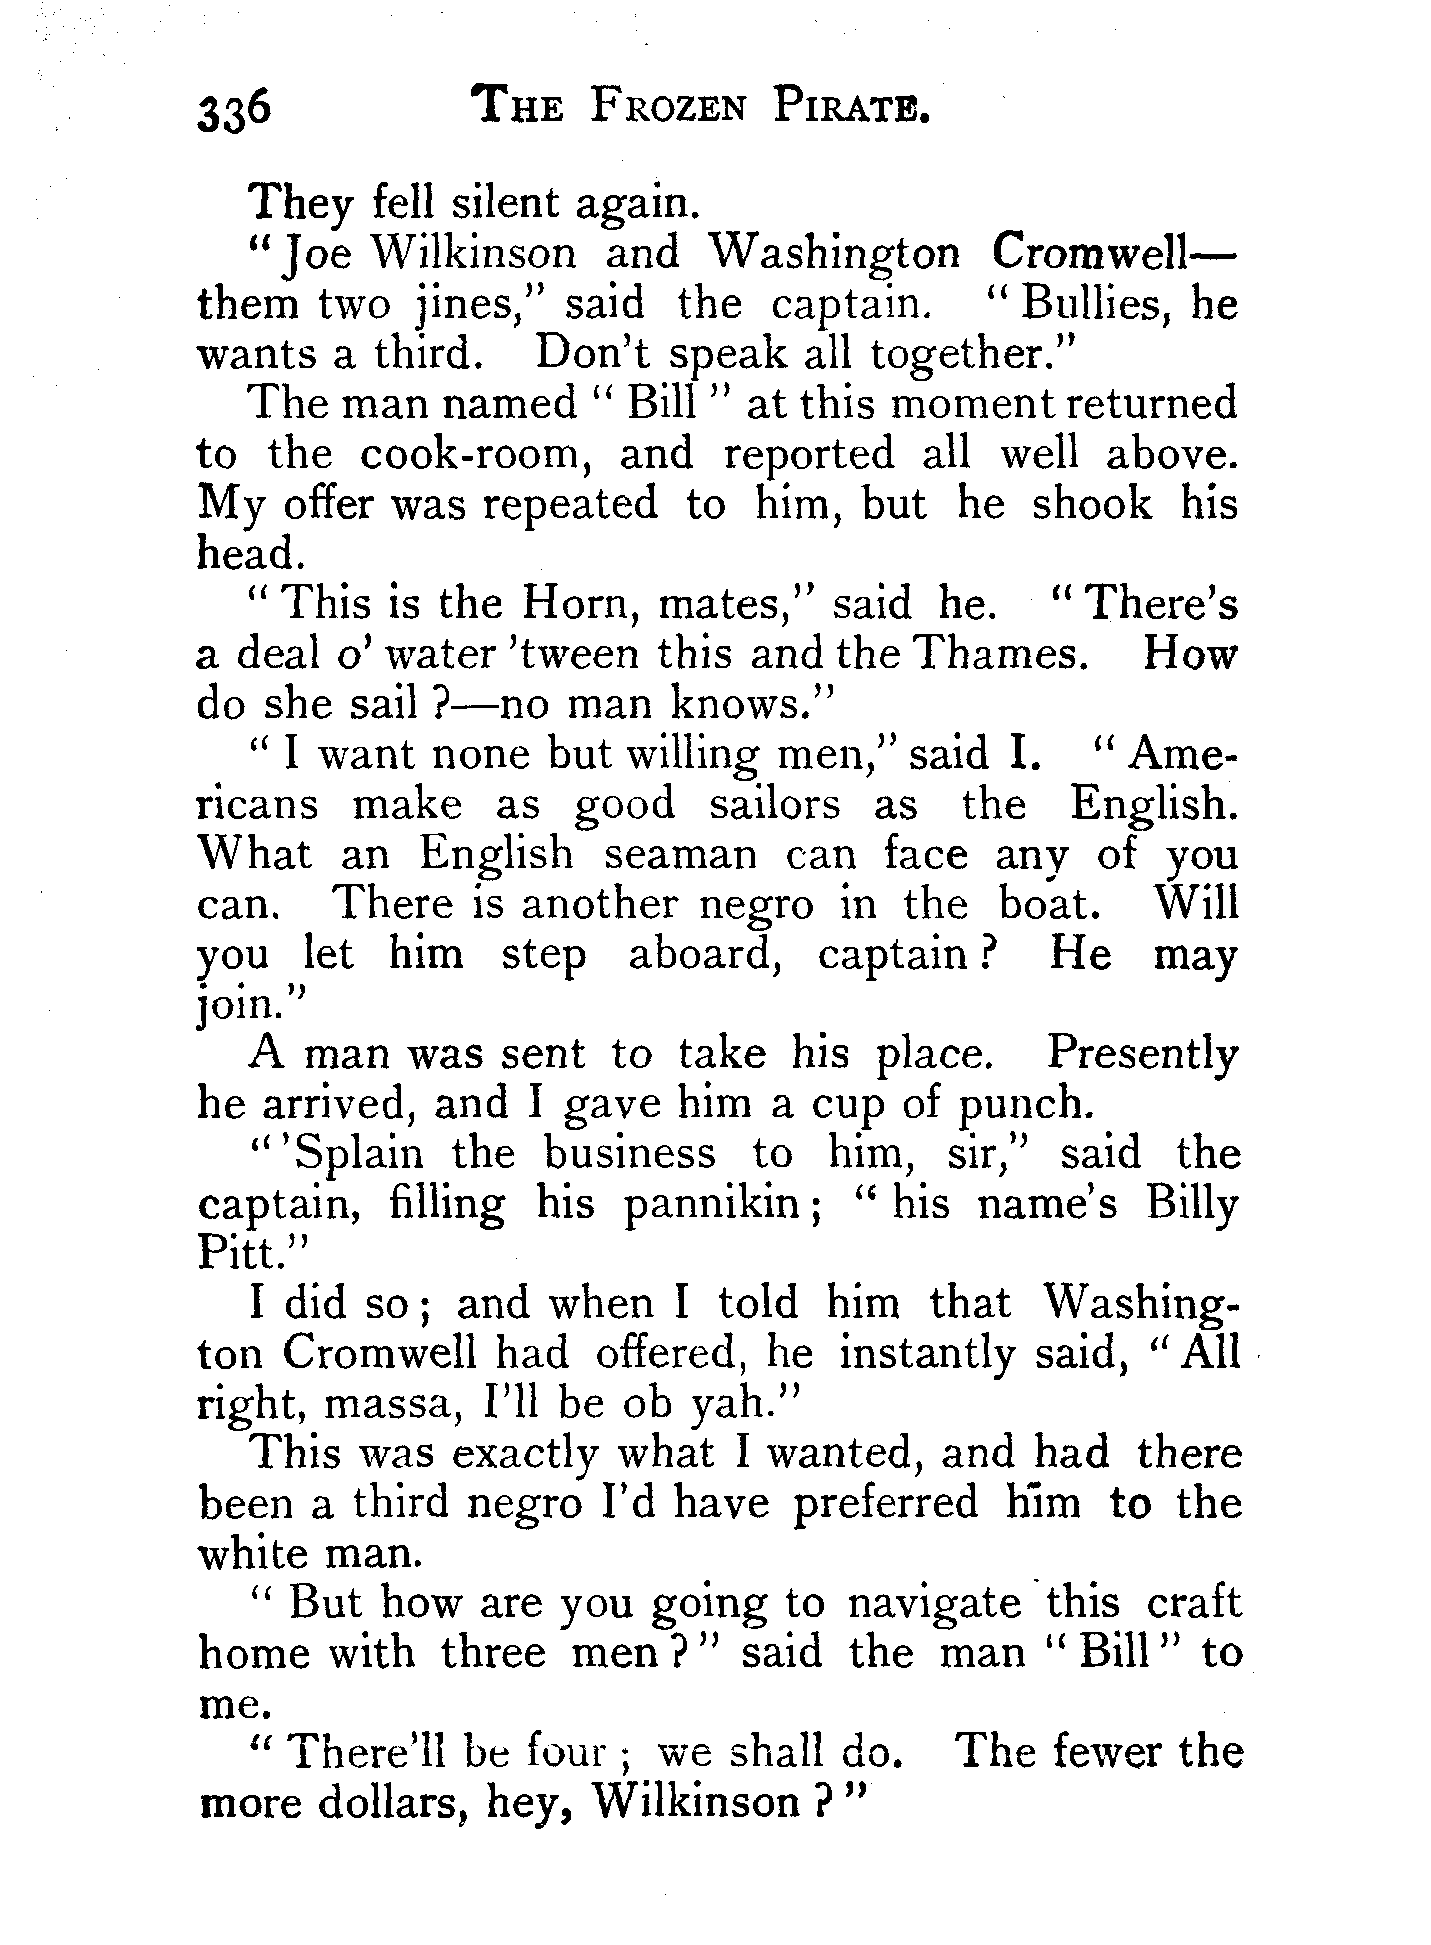 336 THE FROZEN PIRATE.
They fell silent again.
"Joe Wilkinson and Washington Cromwell—
them two jines," said the captain. "Bullies, he
wants a third. Don't speak all together."
The man named "Bill" at this moment returned
to the cook-room, and reported all well above.
My offer was repeated to him, but he shook his
head.
"This is the Horn, mates," said he. "There's
a deal o' water 'tween this and the Thames. How
do she sail?—no man knows."
"I want none but willing men," said I. "Ame-
ricans make as good sailors as the English.
What an English seaman can face any of you
can. There is another negro in the boat. Will
you let him step aboard, captain? He may
join."
A man was sent to take his place. Presently
he arrived, and I gave him a cup of punch.
"'Splain the business to him, sir," said the
captain, filling his pannikin; "his name's Billy
Pitt."
I did so; and when I told him that Washing-
ton Cromwell had offered, he instantly said, "All
right, massa, I'll be ob yah."
This was exactly what I wanted, and had there
been a third negro I'd have preferred him to the
white man.
"But how are you going to navigate this craft
home with three men?" said the man "Bill" to
me.
"There'll be four; we shall do. The fewer the
more dollars, hey, Wilkinson?"